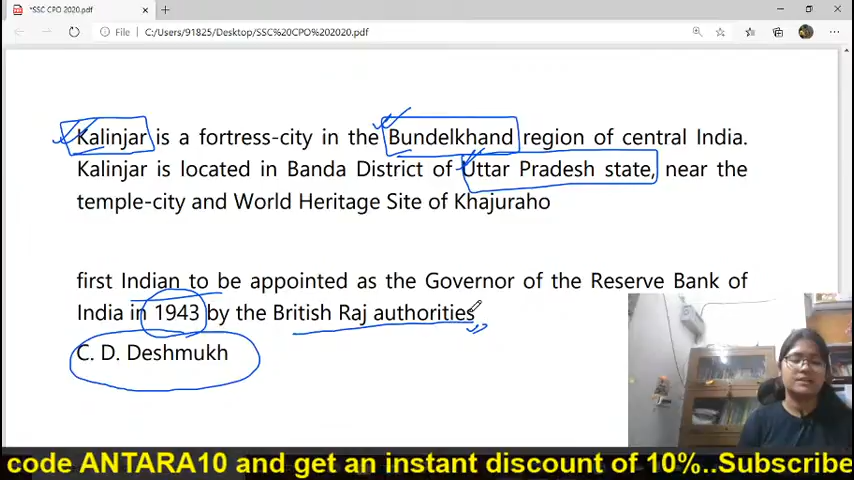 *SSC CPO 2020.pdf
File
C:/Users/91825/Desktop/SSC%20CPO%202020.pdf
Kalinjar is a fortress-city in the Bundelkhand region of central India.
Kalinjar is located in Banda District of Uttar Pradesh state, near the
temple-city and World Heritage Site of Khajuraho
first Indian to be appointed as the Governor of the Reserve Bank of
India in 1943 by the British Raj authorities
C. D. Deshmukh
code ANTARA10 and get an instant discount of 10%..Subscribe